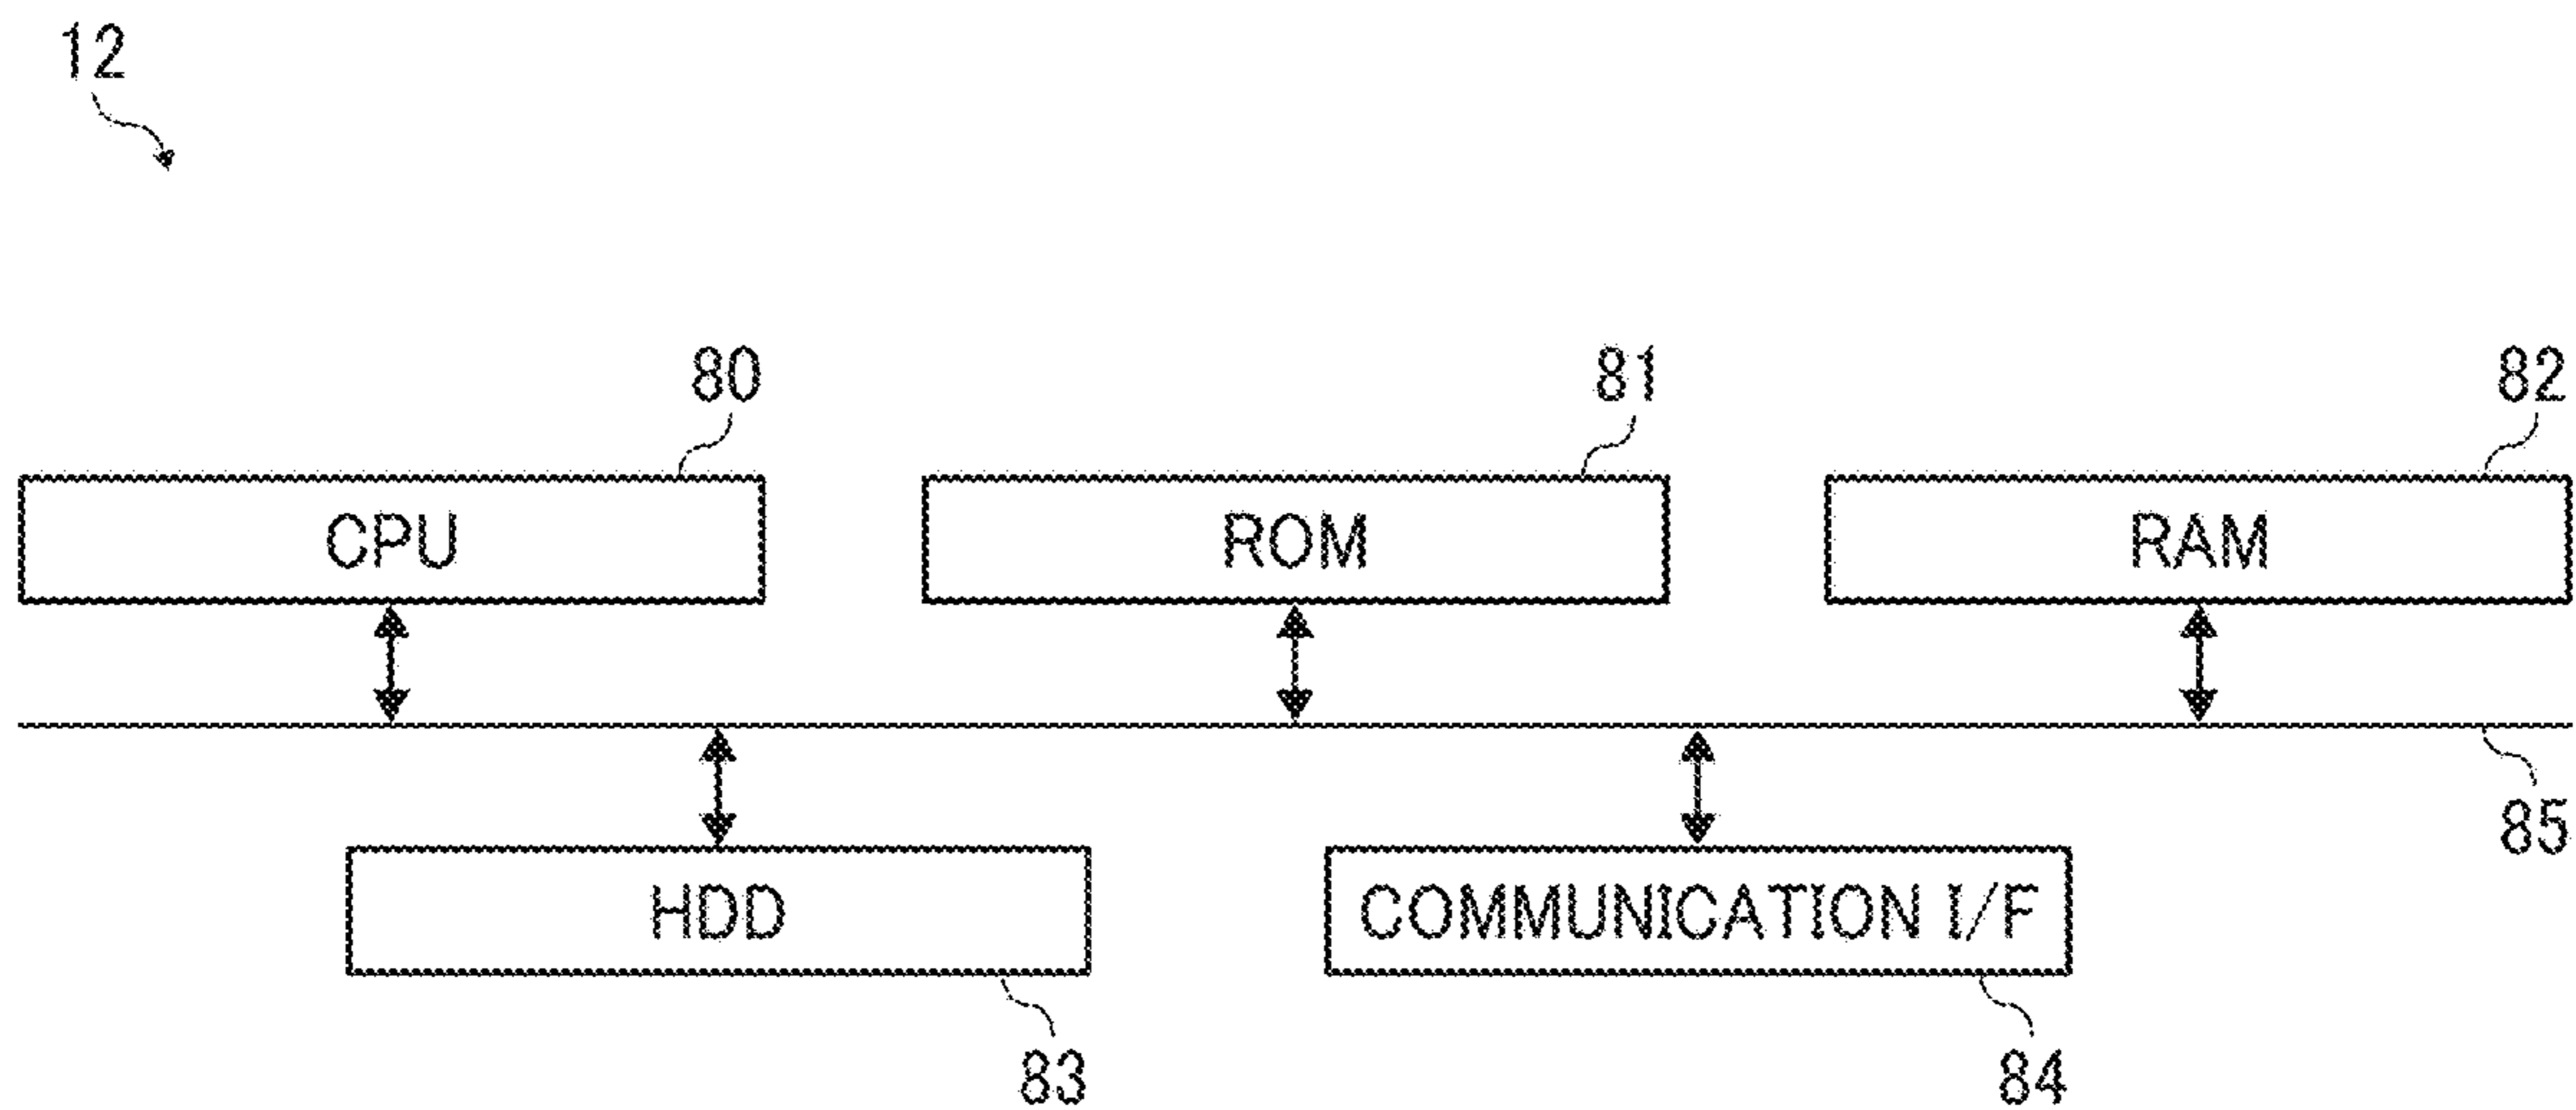 12
80
81
82
CPU
ROM
RAM
85
HDD
COMMUNICATION I/F
83
84